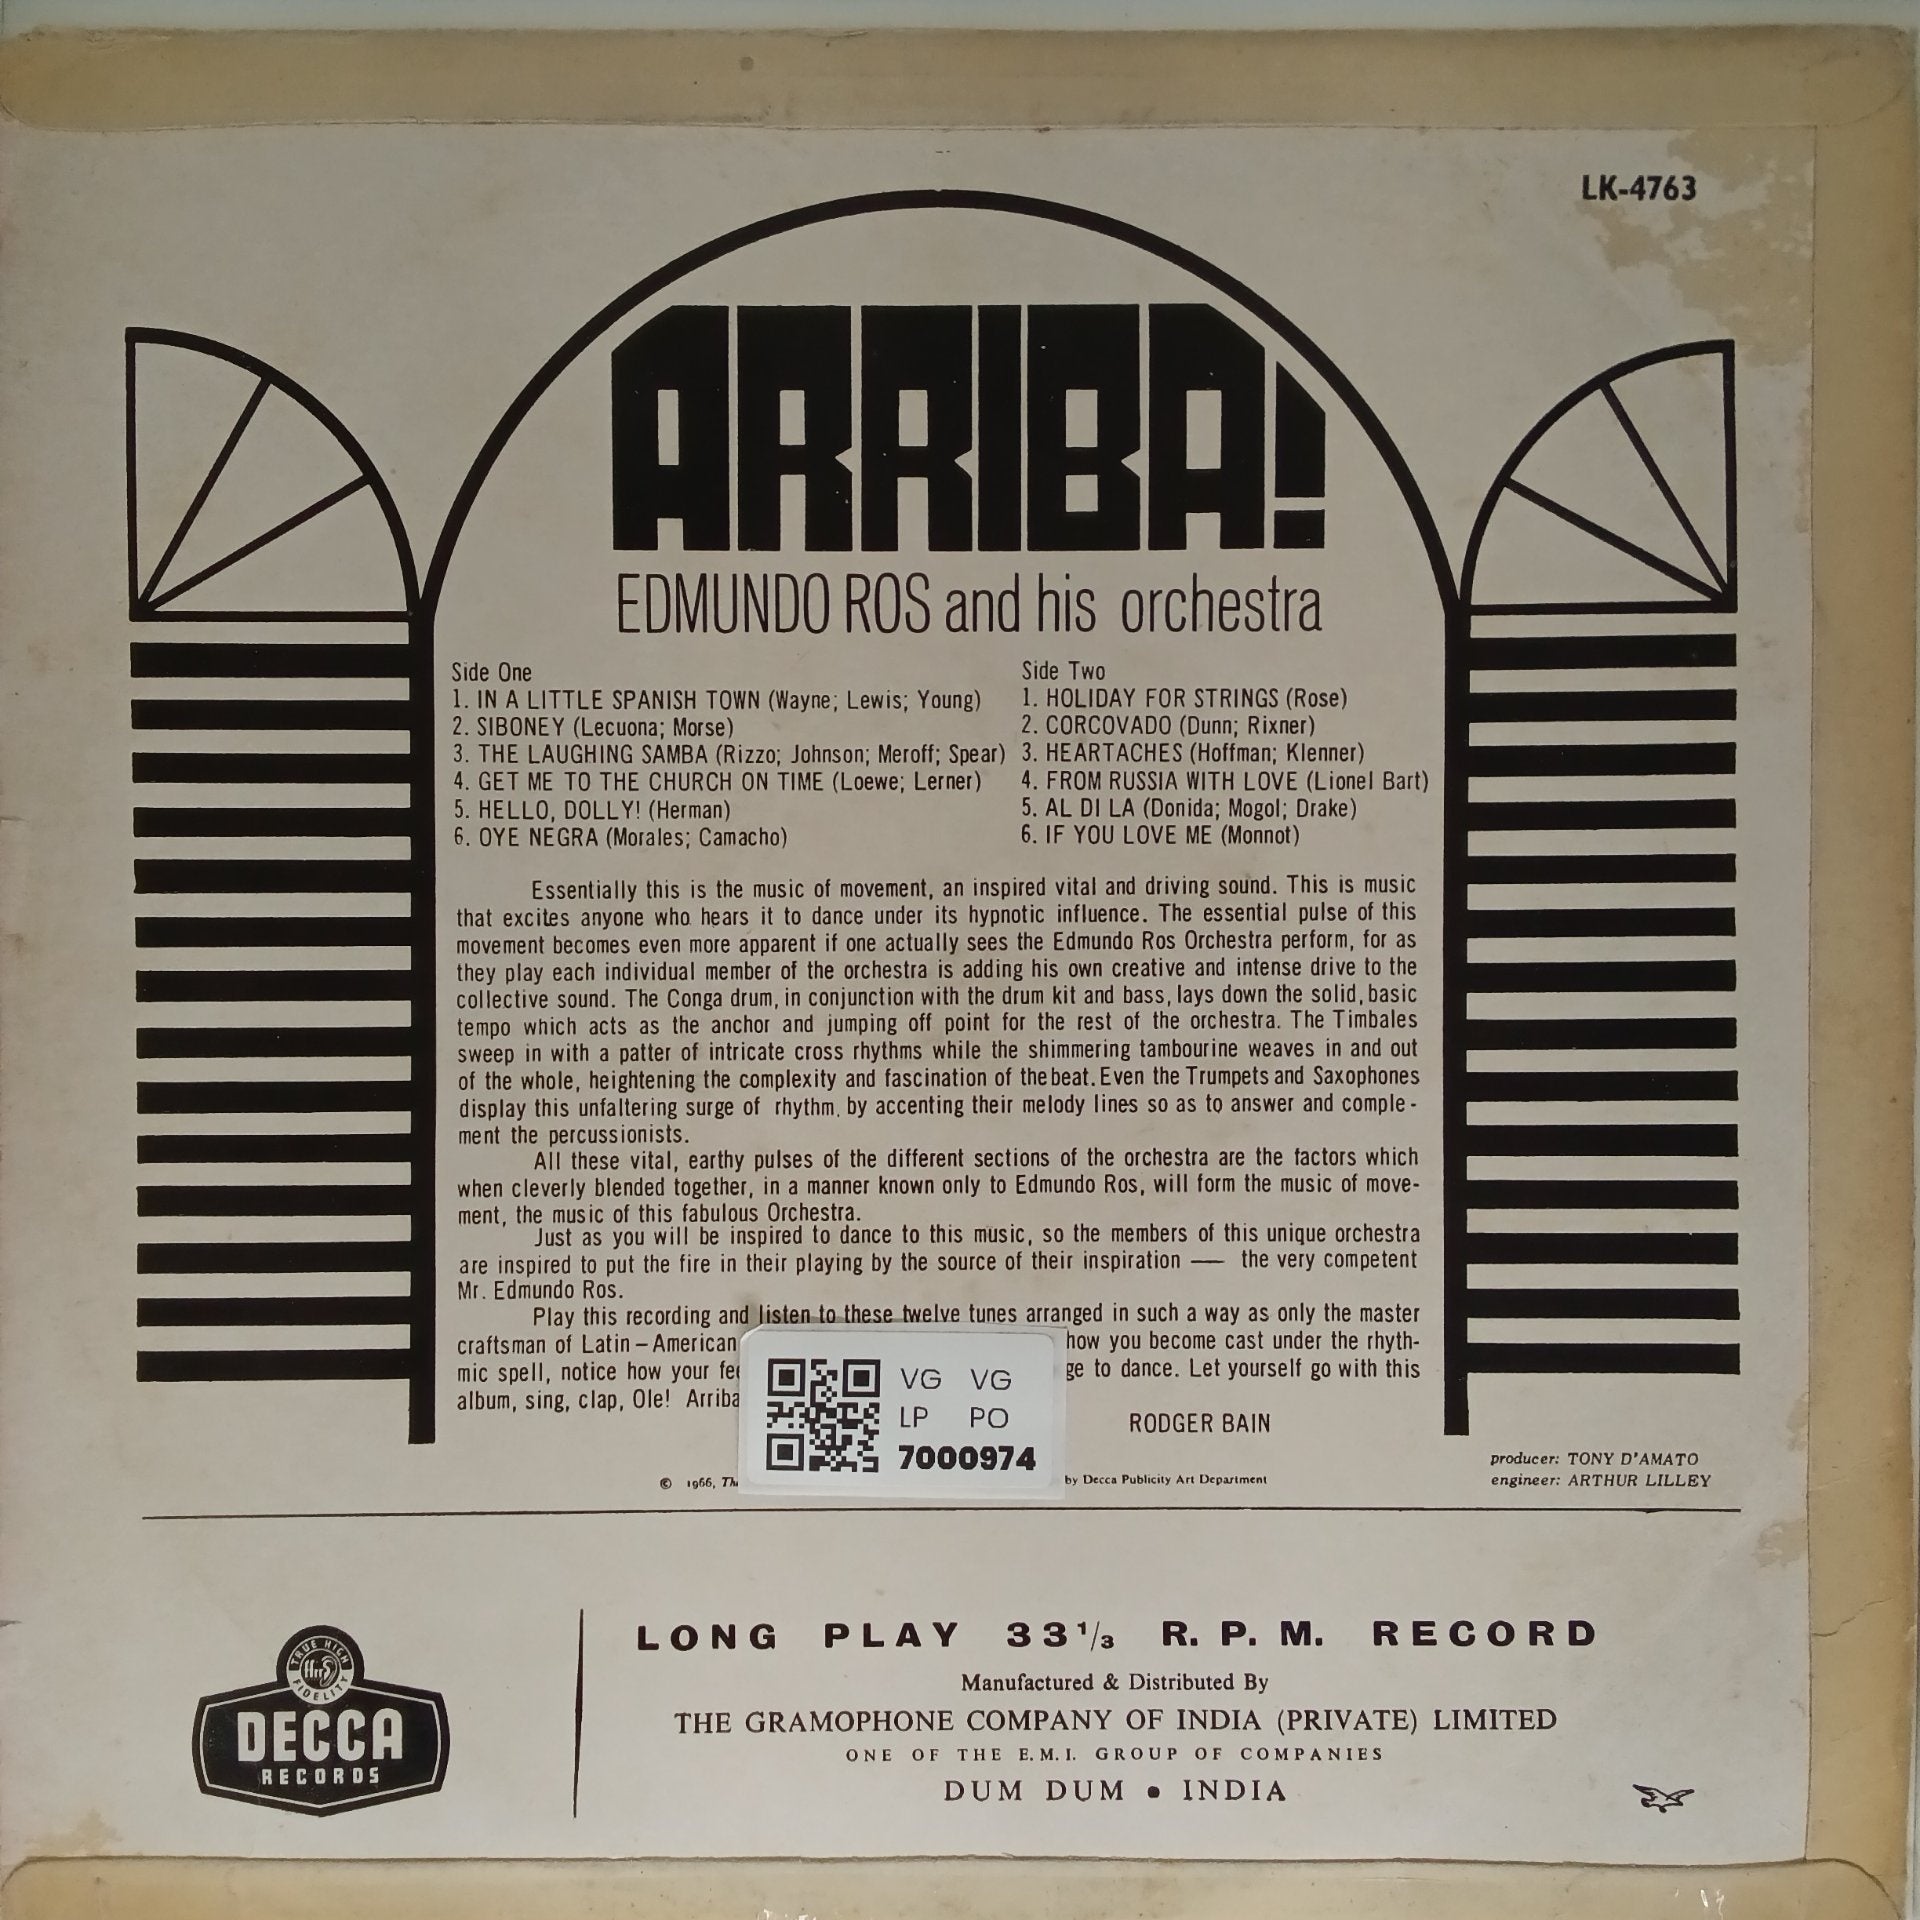 LK-4763
ARRIBA!
EDMUNDO ROS and his orchestra
Side One
1. IN A LITTLE SPANISH TOWN (Wayne; Lewis; Young)
2. SIBONEY (Lecuona; Morse)
3. THE LAUGHING SAMBA (Rizzo; Johnson; Meroff; Spear)
4. GET ME TO THE CHURCH ON TIME (Loewe; Lerner)
5. HELLO, DOLLY! (Herman)
6. OYE NEGRA (Morales; Camacho)
Side Two
1. HOLIDAY FOR STRINGS (Rose)
2. CORCOVADO (Dunn; Rixner)
3. HEARTACHES (Hoffman; Klenner)
4. FROM RUSSIA WITH LOVE (Lionel Bart)
5. AL DI LA (Donida; Mogol; Drake)
6. IF YOU LOVE ME (Monnot)
Essentially this is the music of movement, an inspired vital and driving sound. This is music
that excites anyone who hears it to dance under its hypnotic influence. The essential pulse of this
movement becomes even more apparent if one actually sees the Edmundo Ros Orchestra perform, for as
they play each individual member of the orchestra is adding his own creative and intense drive to the
collective sound. The Conga drum, in conjunction with the drum kit and bass, lays down the solid, basic
tempo which acts as the anchor and jumping off point for the rest of the orchestra. The Timbales
sweep in with a patter of intricate cross rhythms while the shimmering tambourine weaves in and out
of the whole, heightening the complexity and fascination of the beat. Even the Trumpets and Saxophones
display this unfaltering surge of rhythm, by accenting their melody lines so as to answer and comple-
ment the percussionists.
All these vital, earthy pulses of the different sections of the orchestra are the factors which
when cleverly blended together, in a manner known only to Edmundo Ros, will form the music of move-
ment, the music of this fabulous Orchestra.
Just as you will be inspired to dance to this music, so the members of this unique orchestra
are inspired to put the fire in their playing by the source of their inspiration — the very competent
Mr. Edmundo Ros.
Play this recording and listen to these twelve tunes arranged in such a way as only the master
craftsman of Latin-American how you become cast under the rhyth-
mic spell, notice how your to dance. Let yourself go with this
album, sing, clap, Ole! Arriba
RODGER BAIN
VG VG
LP PO
7000974
© 1966, by Decca Publicity Art Department
producer: TONY D'AMATO
engineer: ARTHUR LILLEY
LONG PLAY 33 1/3 R. P. M. RECORD
Manufactured & Distributed By
THE GRAMOPHONE COMPANY OF INDIA (PRIVATE) LIMITED
ONE OF THE E.M.I. GROUP OF COMPANIES
DUM DUM • INDIA
TRUE HIGH FIDELITY
ffrr
DECCA
RECORDS